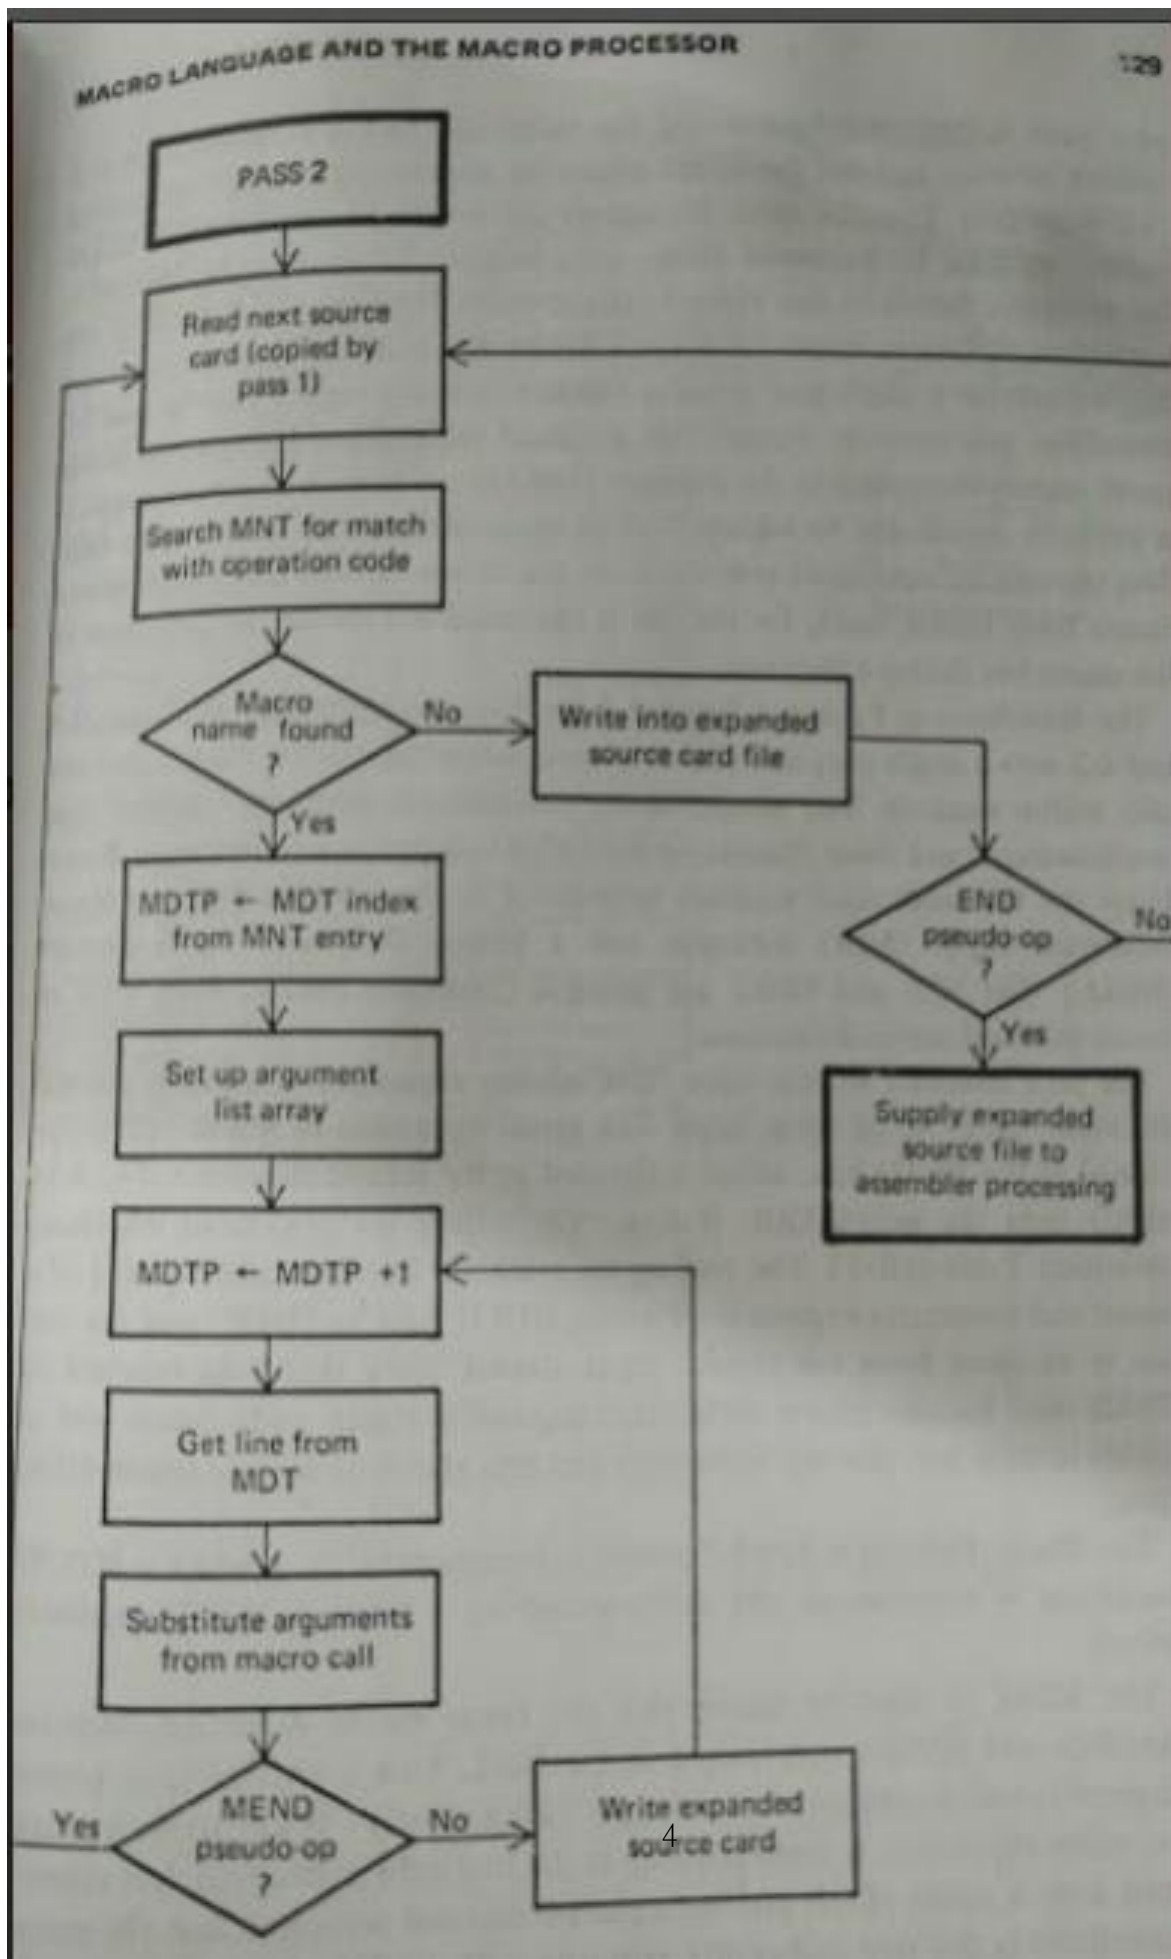 MACRO LANGUAGE AND THE MACRO PROCESSOR
129
PASS 2
Read next source
card (copied by
pass 1)
Search MNT for match
with operation code
Macro
name found
?
No
Write into expanded
source card file
Yes
MDTP ← MDT index
from MNT entry
END
pseudo-op
?
No
Yes
Set up argument
list array
Supply expanded
source file to
assembler processing
MDTP ← MDTP +1
Get line from
MDT
Substitute arguments
from macro call
MEND
pseudo-op
?
Yes
No
Write expanded
source card
4